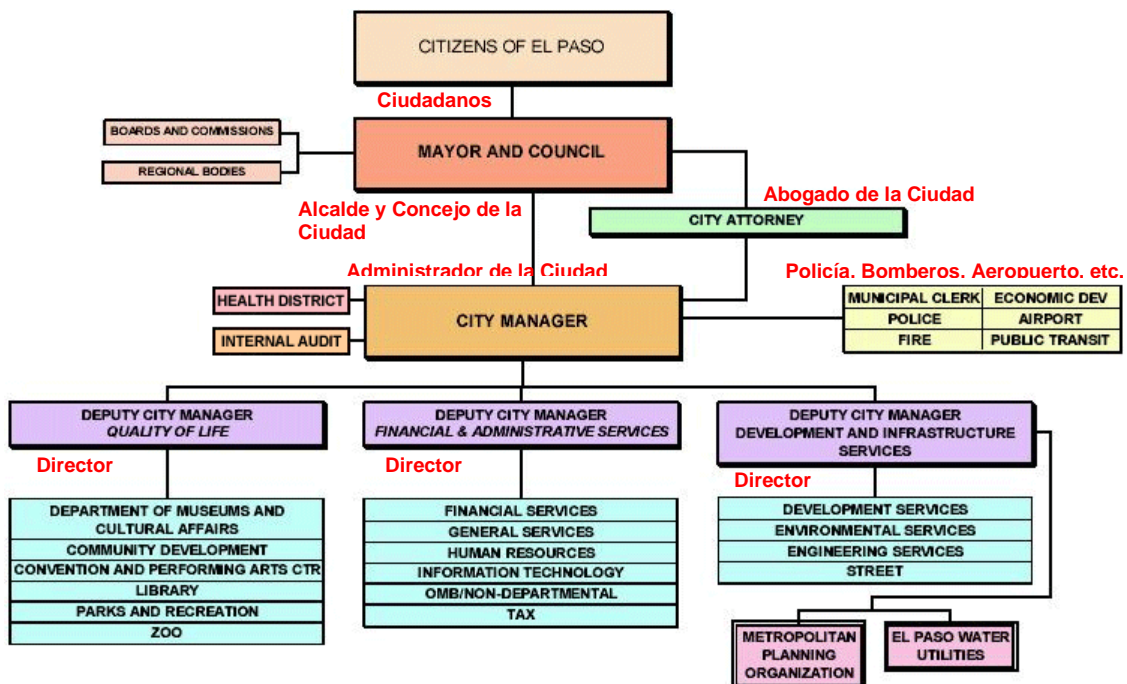 CITIZENS OF EL PASO
Ciudadanos
BOARDS AND COMMISSIONS
REGIONAL BODIES
MAYOR AND COUNCIL
Alcalde y Concejo de la
Ciudad
Abogado de la Ciudad
CITY ATTORNEY
Administrador de la Ciudad
Policía, Bomberos, Aeropuerto, etc.
HEALTH DISTRICT
INTERNAL AUDIT
CITY MANAGER
MUNICIPAL CLERK ECONOMIC DEV
POLICE AIRPORT
FIRE PUBLIC TRANSIT
DEPUTY CITY MANAGER
QUALITY OF LIFE
Director
DEPARTMENT OF MUSEUMS AND
CULTURAL AFFAIRS
COMMUNITY DEVELOPMENT
CONVENTION AND PERFORMING ARTS CTR
LIBRARY
PARKS AND RECREATION
ZOO
DEPUTY CITY MANAGER
FINANCIAL & ADMINISTRATIVE SERVICES
Director
FINANCIAL SERVICES
GENERAL SERVICES
HUMAN RESOURCES
INFORMATION TECHNOLOGY
OMB/NON-DEPARTMENTAL
TAX
DEPUTY CITY MANAGER
DEVELOPMENT AND INFRASTRUCTURE
SERVICES
Director
DEVELOPMENT SERVICES
ENVIRONMENTAL SERVICES
ENGINEERING SERVICES
STREET
METROPOLITAN
PLANNING
ORGANIZATION
EL PASO WATER
UTILITIES